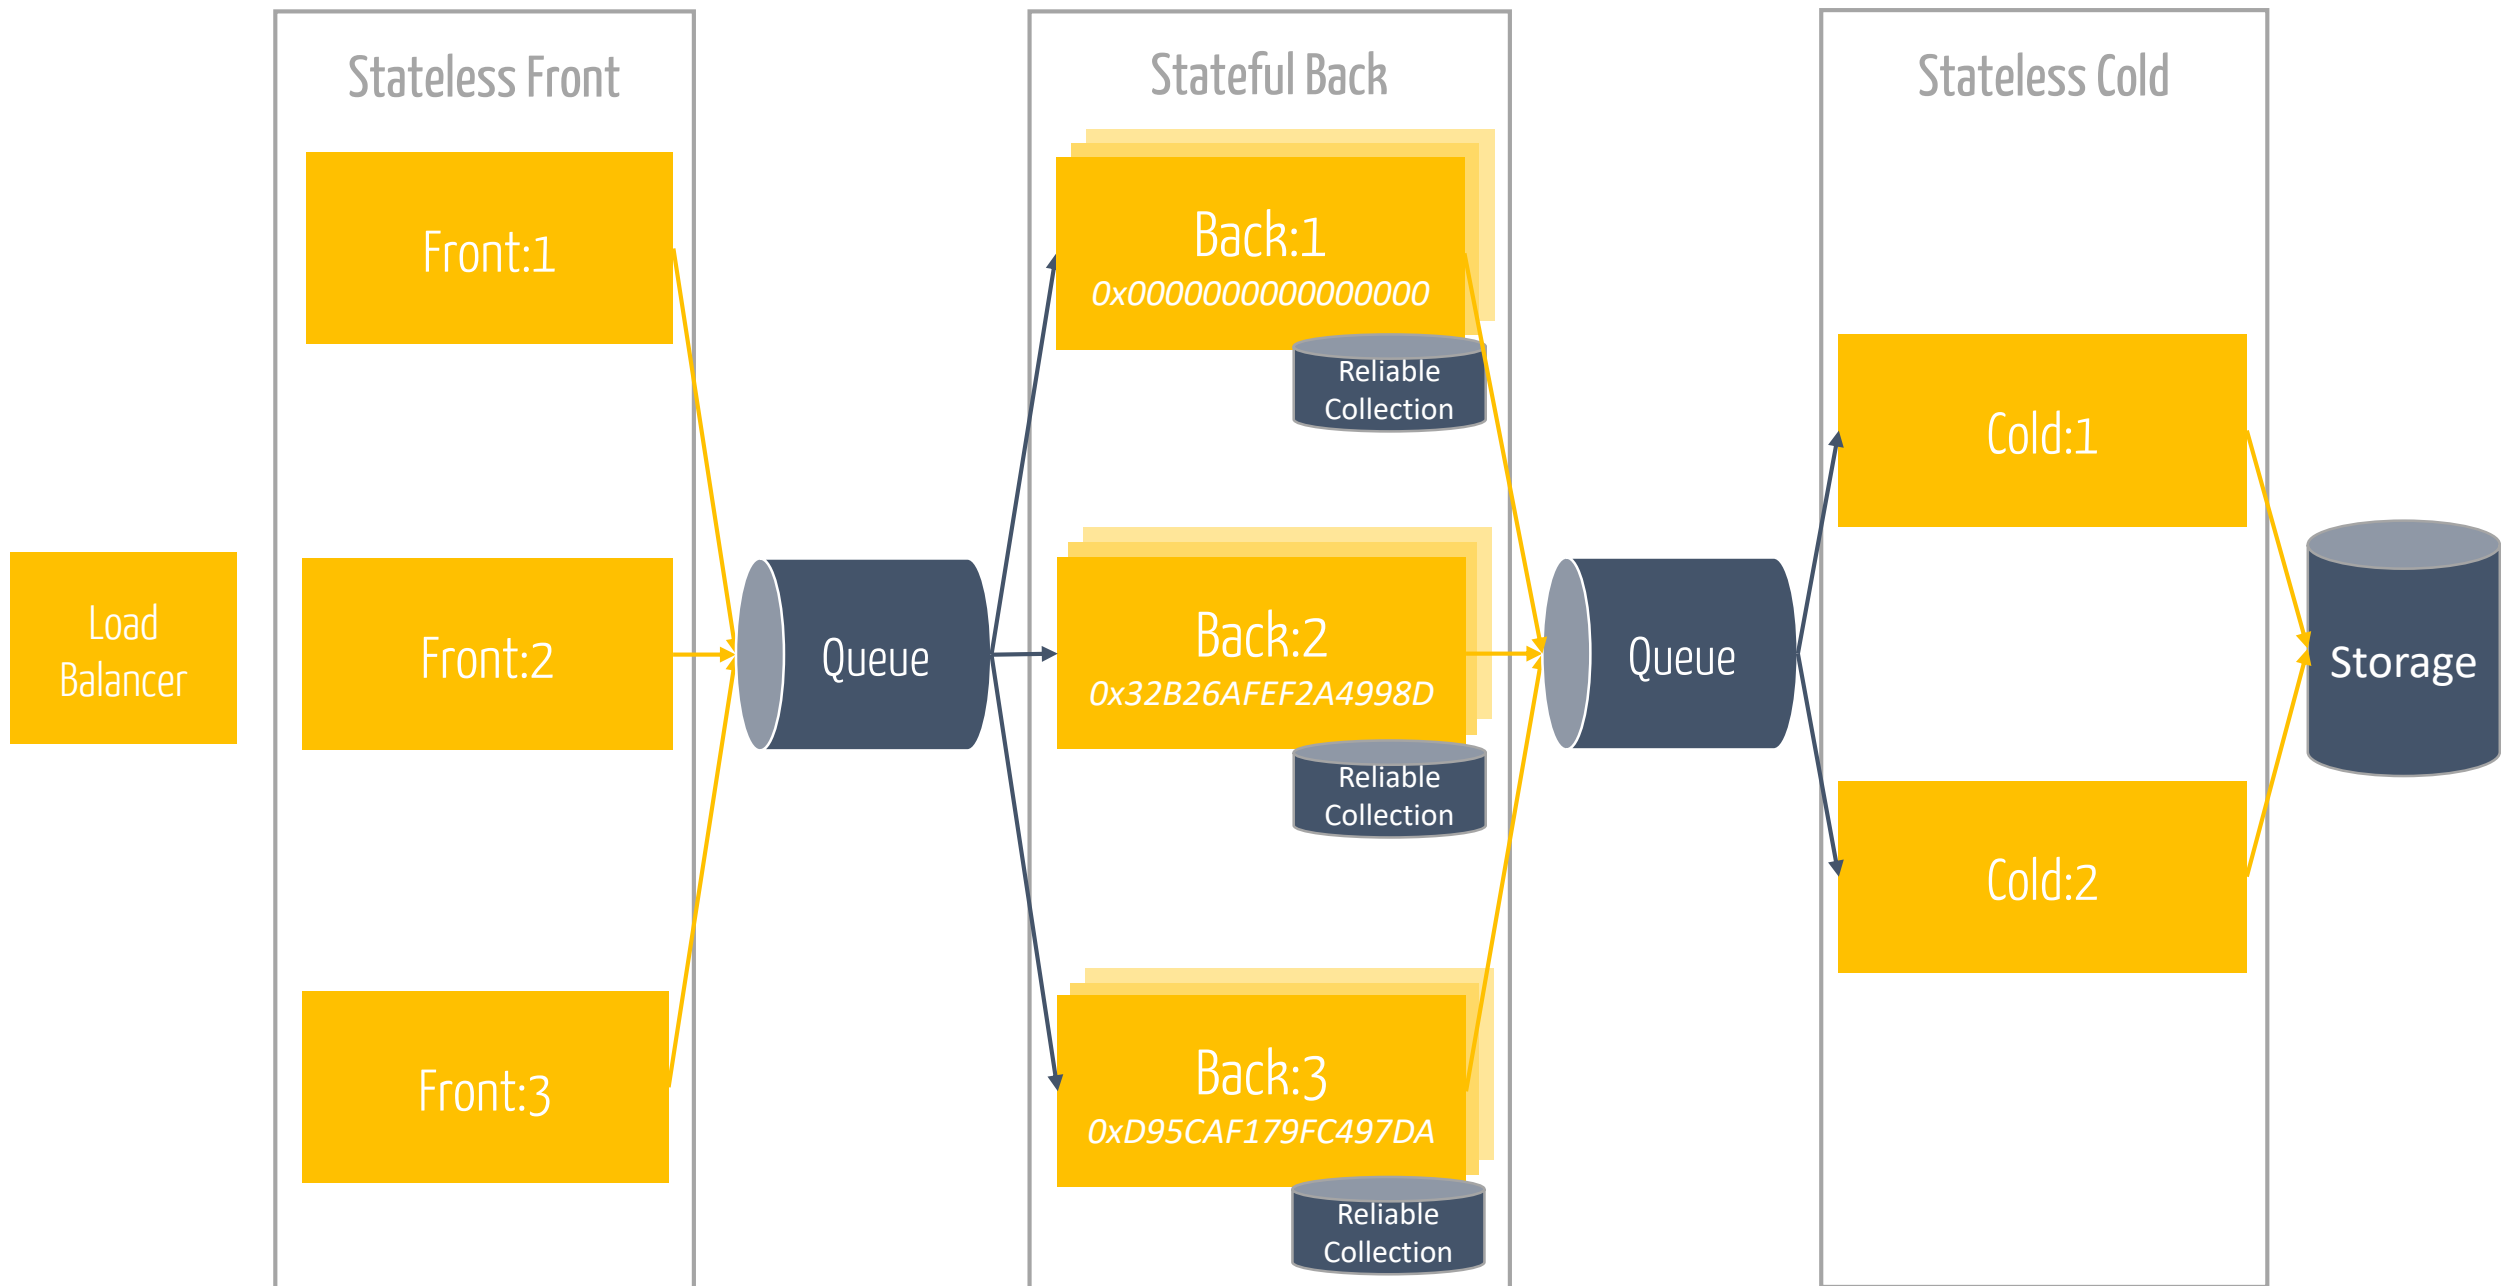 Stateless Front
Stateful Back
Stateless Cold
Load
Balancer
Front:1
Front:2
Front:3
Queue
Back:1
0x0000000000000000
Reliable
Collection
Back:2
0x32B26AFEF2A4998D
Reliable
Collection
Back:3
0xD95CAF179FC497DA
Reliable
Collection
Queue
Cold:1
Cold:2
Storage